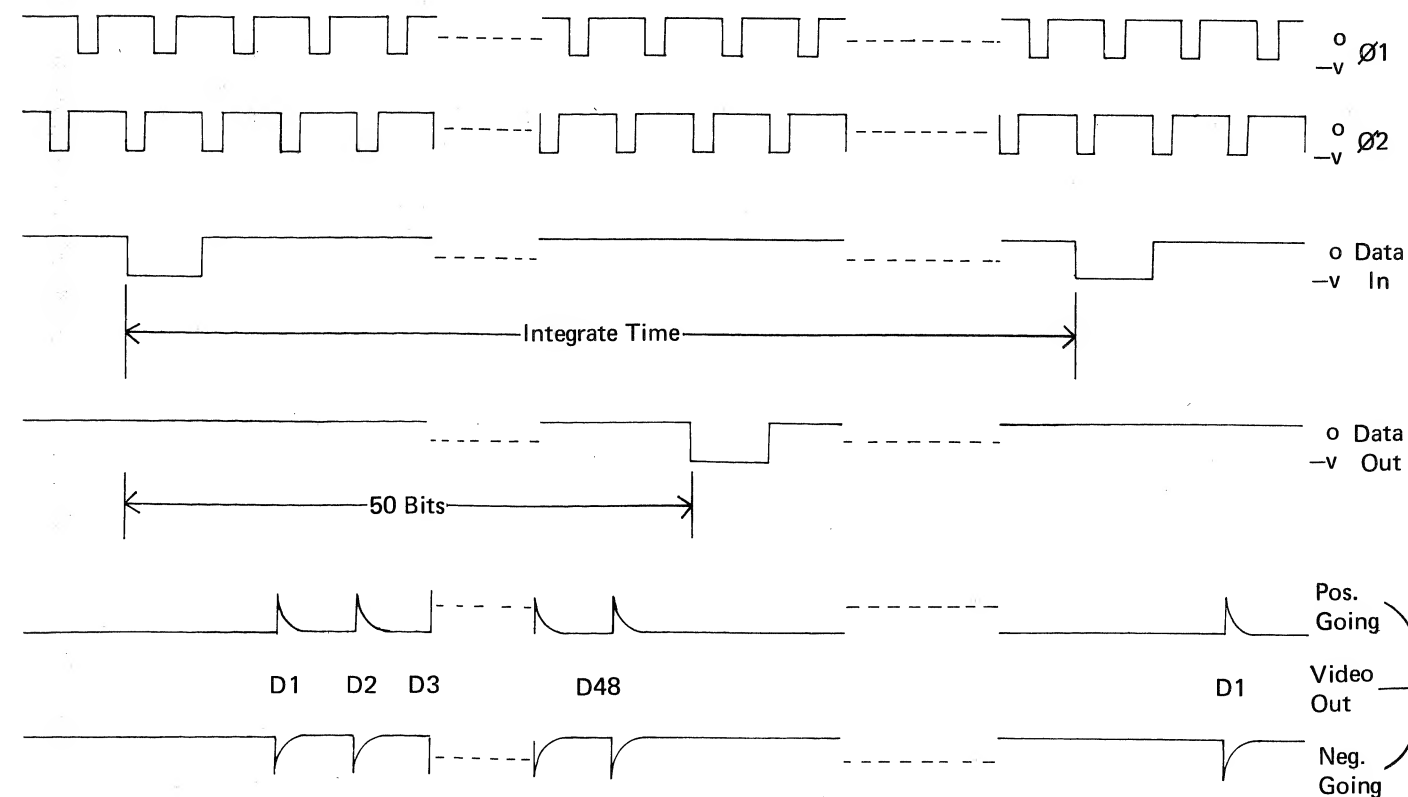 o
–v Ø1
o
–v Ø2
o Data
–v In
Integrate Time
o Data
–v Out
50 Bits
Pos.
Going
D1 D2 D3 D48 D1
Video
Out
Neg.
Going